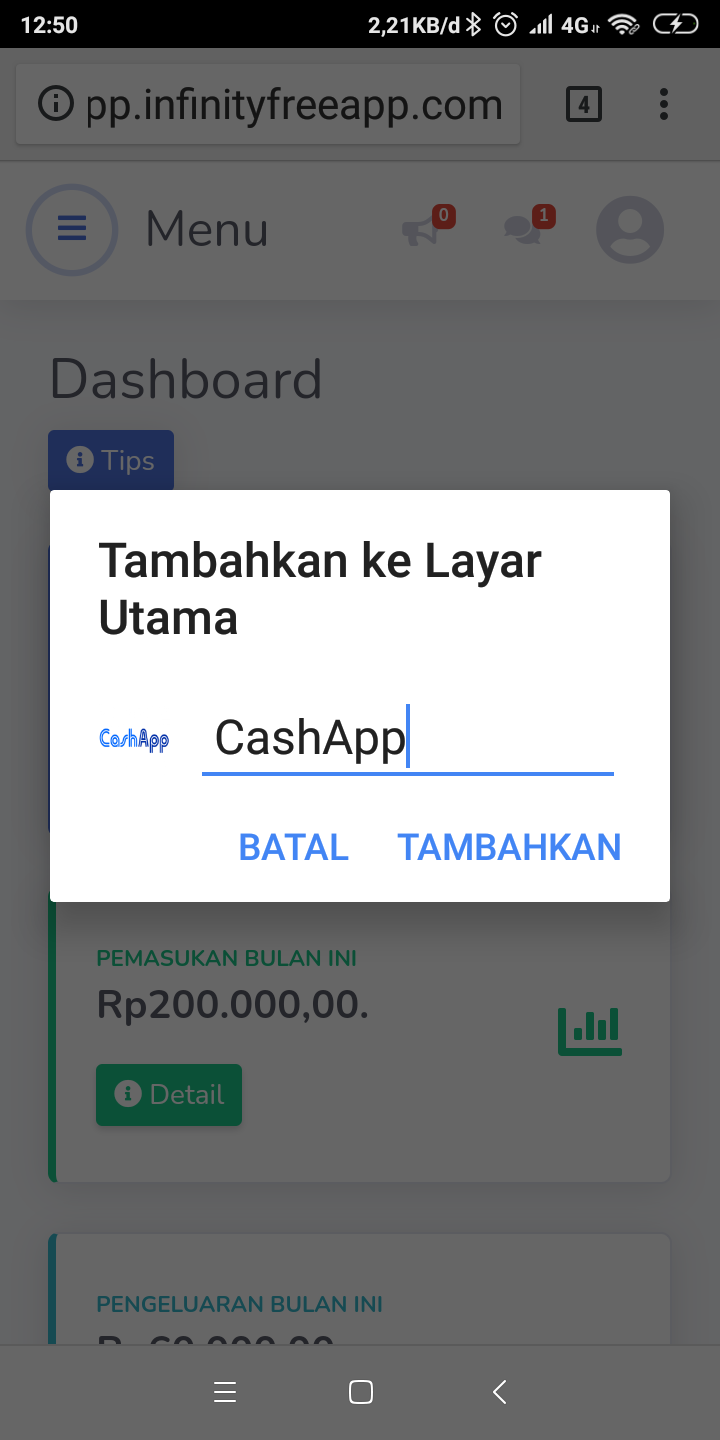 12:50
2,21KB/d
4G
pp.infinityfreeapp.com
4
Menu
0
1
Dashboard
Tips
Tambahkan ke Layar
Utama
CashApp
CashApp
BATAL
TAMBAHKAN
PEMASUKAN BULAN INI
Rp200.000,00.
Detail
PENGELUARAN BULAN INI